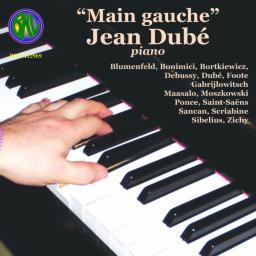 “Main gauche”
Jean Dubé
piano
Blumenfeld, Bonimici, Bortkiewicz,
Debussy, Dubé, Foote
Gabrijlowitsch
Maasalo, Moszkowski
Ponce, Saint-Saëns
Sancan, Scriabine
Sibelius, Zichy